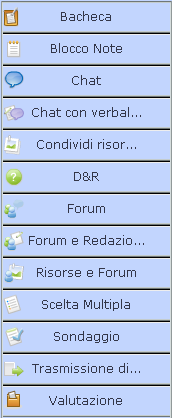 Bacheca
Blocco Note
Chat
Chat con verbal...
Condividi risor...
D&R
Forum
Forum e Redazio...
Risorse e Forum
Scelta Multipla
Sondaggio
Trasmissione di...
Valutazione